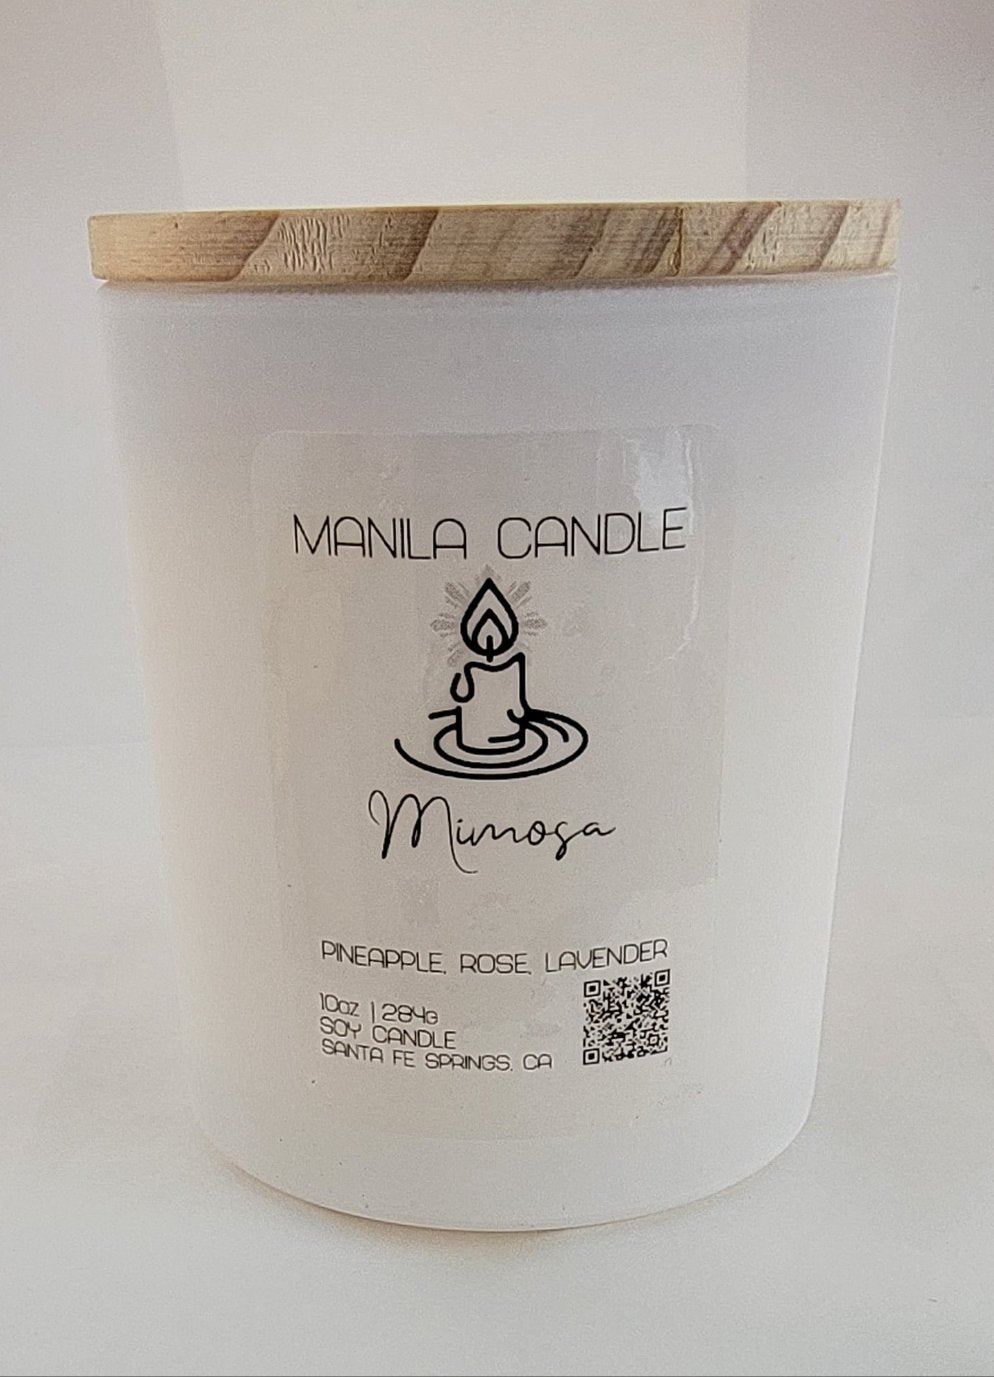 MANILA CANDLE
Mimosa
PINEAPPLE, ROSE, LAVENDER
10oz | 284g
SOY CANDLE
SANTA FE SPRINGS, CA